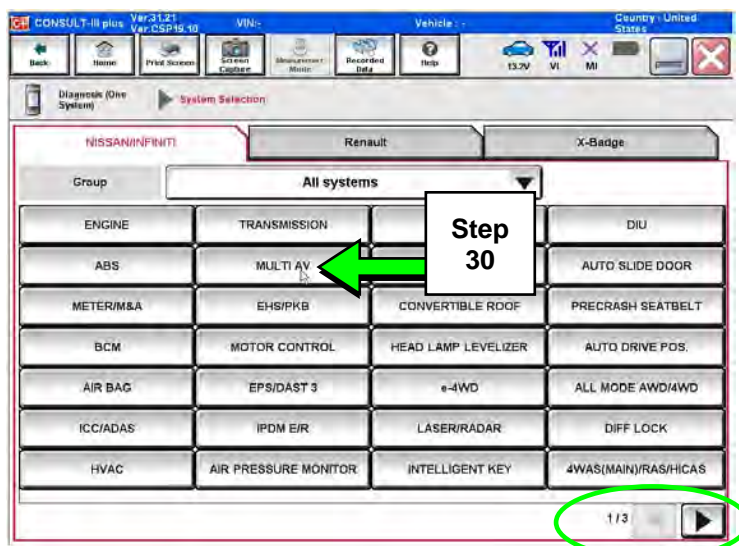 CONSULT-III plus Ver.31.21 Ver.CSP19.10 VIN:- Vehicle : - Country : United States
Back Home Print Screen Screen Capture Measurement Mode Recorded Data Help 13.2V VI MI
Diagnosis (One System) System Selection
NISSAN/INFINITI Renault X-Badge
Group All systems
ENGINE TRANSMISSION DIU
Step 30
ABS MULTI AV AUTO SLIDE DOOR
METER/M&A EHS/PKB CONVERTIBLE ROOF PRECRASH SEATBELT
BCM MOTOR CONTROL HEAD LAMP LEVELIZER AUTO DRIVE POS.
AIR BAG EPS/DAST 3 e-4WD ALL MODE AWD/4WD
ICC/ADAS IPDM E/R LASER/RADAR DIFF LOCK
HVAC AIR PRESSURE MONITOR INTELLIGENT KEY 4WAS(MAIN)/RAS/HICAS
1/3